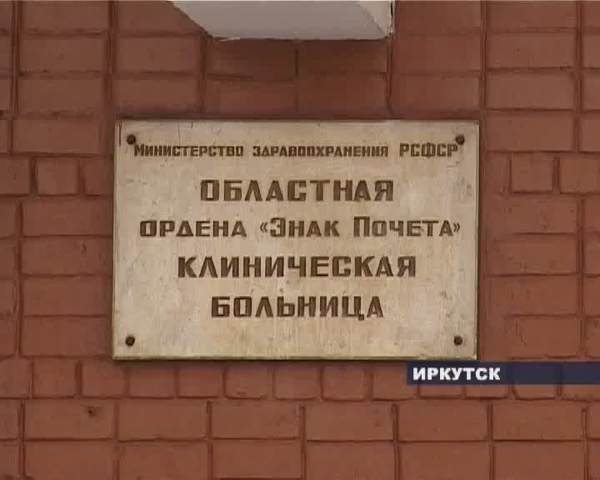 Министерство здравоохранения РСФСР
ОБЛАСТНАЯ
ордена «Знак Почета»
КЛИНИЧЕСКАЯ
БОЛЬНИЦА
ИРКУТСК